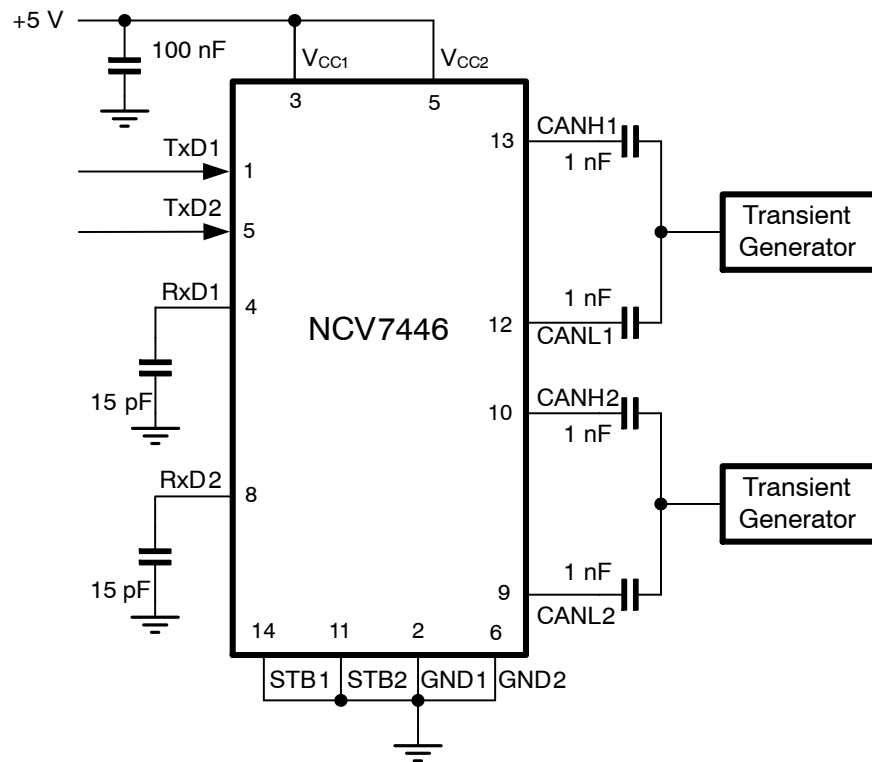 +5 V
100 nF
VCC1
VCC2
3
5
TxD1
1
TxD2
5
RxD1
4
15 pF
RxD2
8
15 pF
NCV7446
13
CANH1
1 nF
1 nF
12
CANL1
Transient
Generator
10
CANH2
1 nF
1 nF
9
CANL2
Transient
Generator
14
11
2
6
STB1
STB2
GND1
GND2